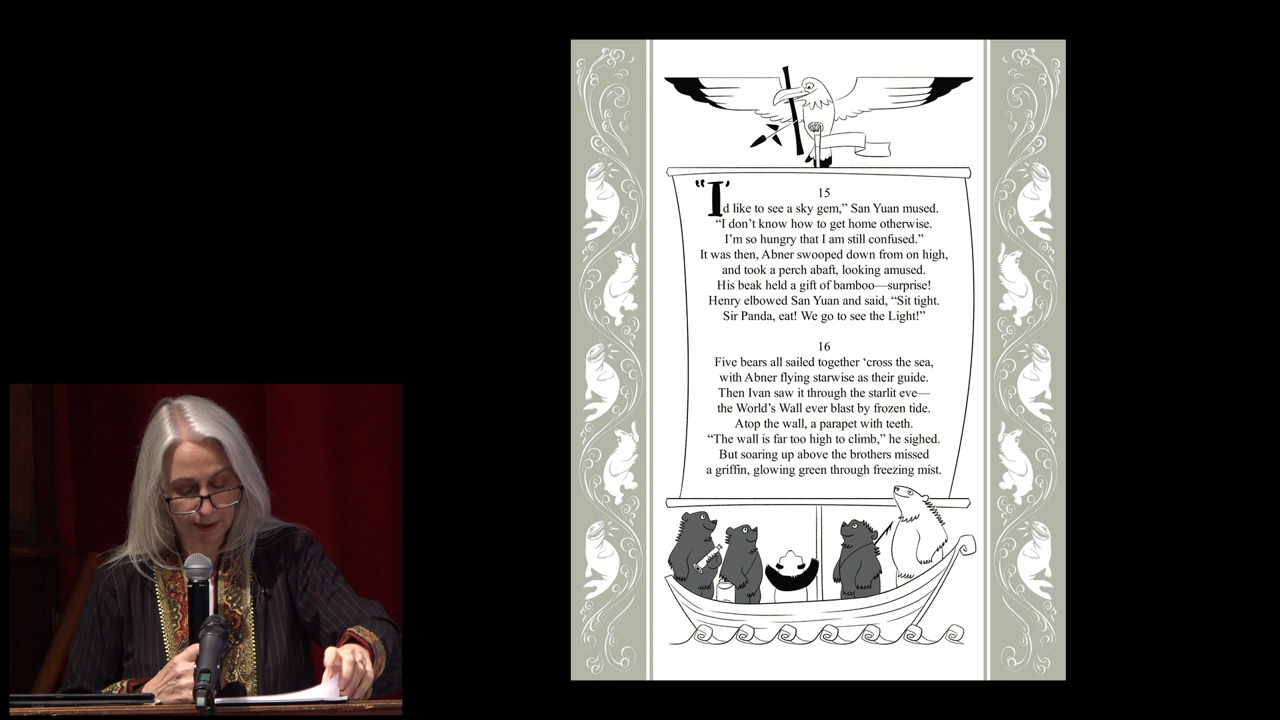 15
“I’d like to see a sky gem,” San Yuan mused.
“I don’t know how to get home otherwise.
I’m so hungry that I am still confused.”
It was then, Abner swooped down from on high,
and took a perch abaft, looking amused.
His beak held a gift of bamboo—surprise!
Henry elbowed San Yuan and said, “Sit tight.
Sir Panda, eat! We go to see the Light!”
16
Five bears all sailed together ‘cross the sea,
with Abner flying starwise as their guide.
Then Ivan saw it through the starlit eve—
the World’s Wall ever blast by frozen tide.
Atop the wall, a parapet with teeth.
“The wall is far too high to climb,” he sighed.
But soaring up above the brothers missed
a griffin, glowing green through freezing mist.